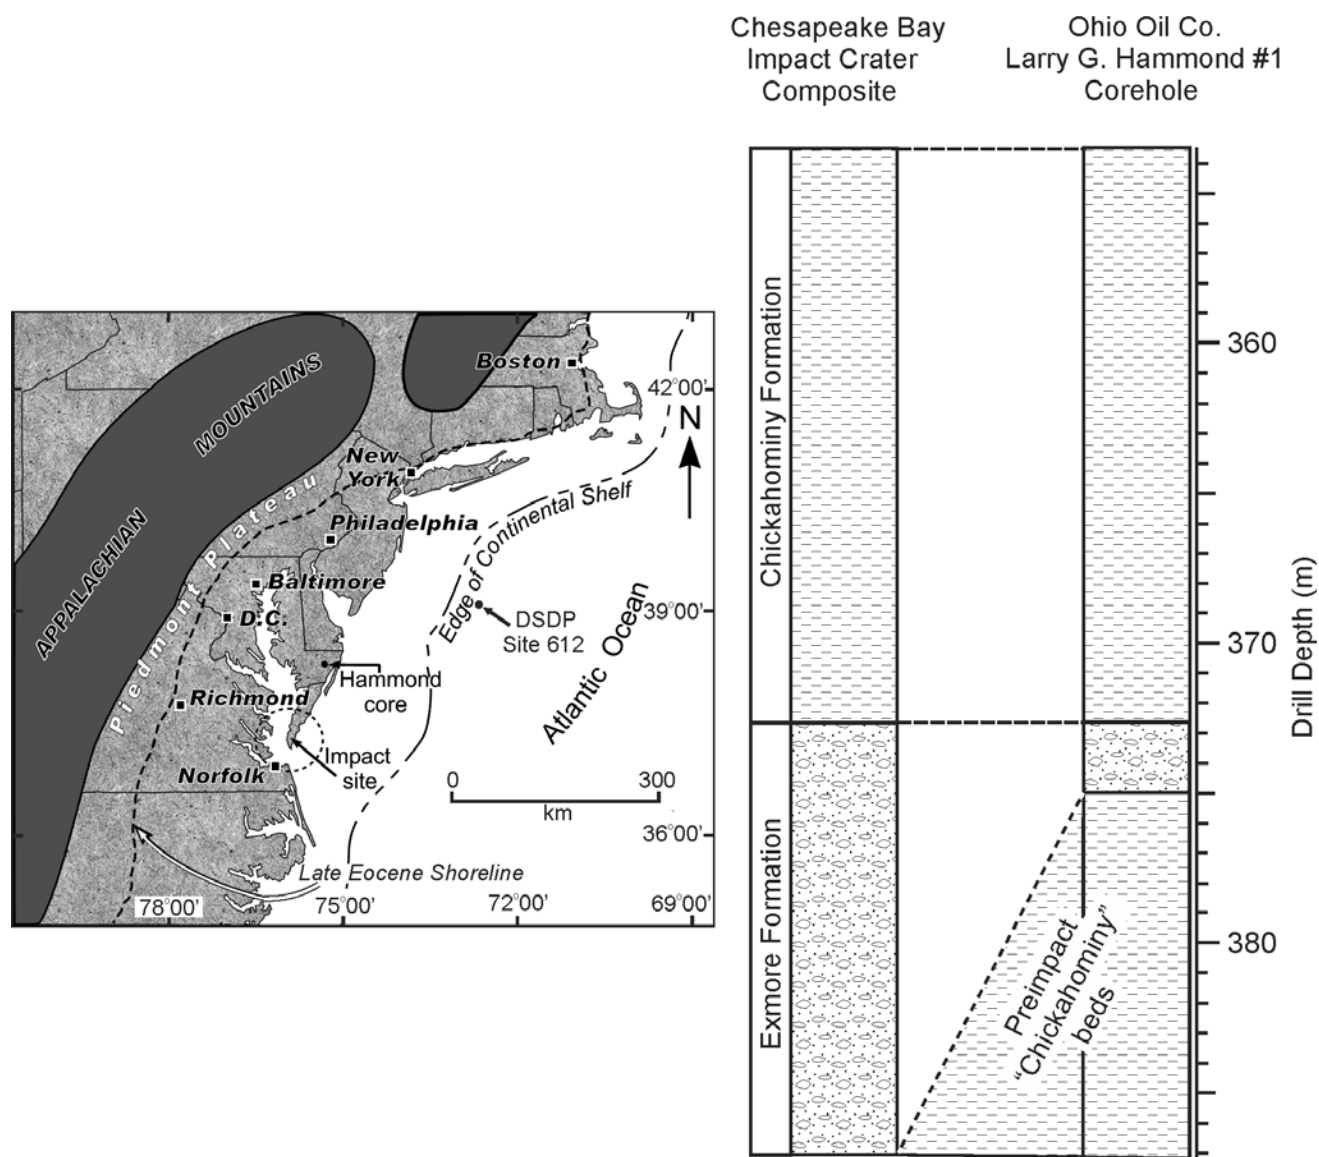 Chesapeake Bay
Impact Crater
Composite
Ohio Oil Co.
Larry G. Hammond #1
Corehole
Chickahominy Formation
Exmore Formation
Preimpact
“Chickahominy”
beds
360
370
380
Drill Depth (m)
APPALACHIAN
MOUNTAINS
Piedmont Plateau
Boston
42°00'
N
New
York
Philadelphia
Edge of Continental Shelf
Baltimore
D.C.
DSDP
Site 612
39°00'
Atlantic Ocean
Hammond
core
Richmond
Impact
site
Norfolk
0
300
km
36°00'
Late Eocene Shoreline
78°00'
75°00'
72°00'
69°00'